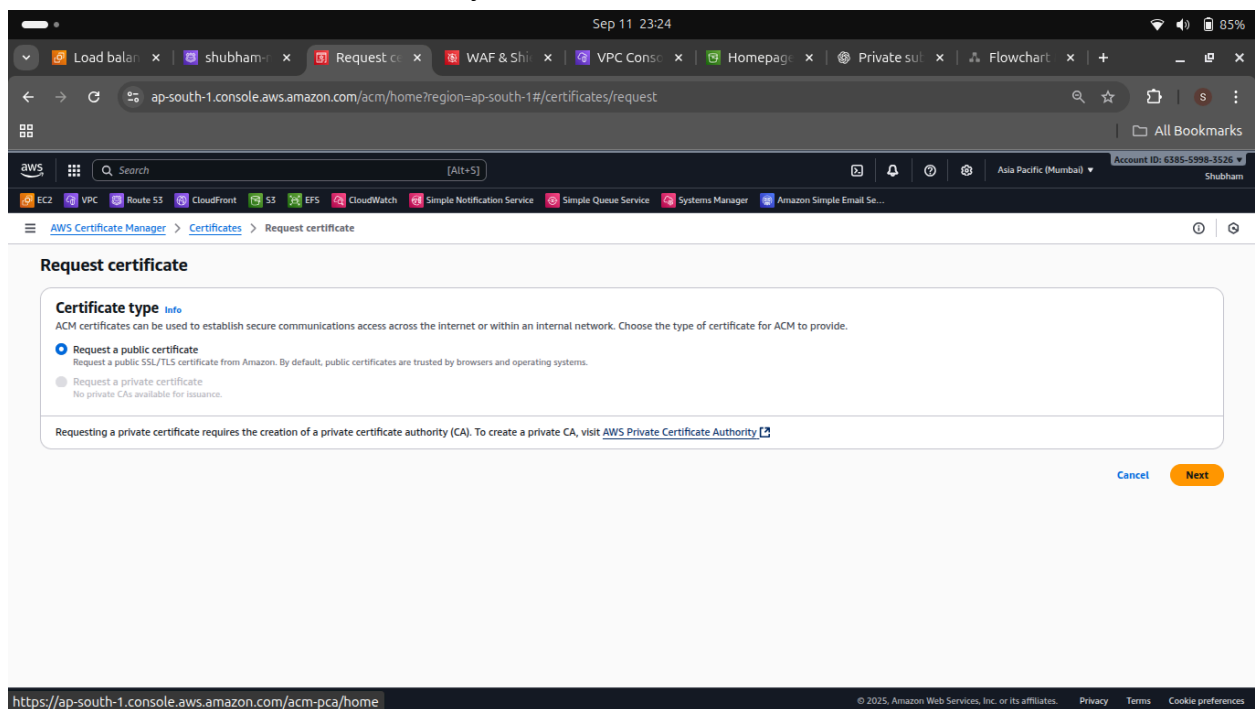 Sep 11 23:24
85%
Load balan
shubham-r
Request ce
WAF & Shi
VPC Conso
Homepage
Private sub
Flowchart
ap-south-1.console.aws.amazon.com/acm/home?region=ap-south-1#/certificates/request
S
All Bookmarks
aws
Search
[Alt+S]
Asia Pacific (Mumbai)
Account ID: 6385-5998-3526
Shubham
EC2 VPC Route 53 CloudFront S3 EFS CloudWatch Simple Notification Service Simple Queue Service Systems Manager Amazon Simple Email Se...
AWS Certificate Manager > Certificates > Request certificate
Request certificate
Certificate type Info
ACM certificates can be used to establish secure communications access across the internet or within an internal network. Choose the type of certificate for ACM to provide.
Request a public certificate
Request a public SSL/TLS certificate from Amazon. By default, public certificates are trusted by browsers and operating systems.
Request a private certificate
No private CAs available for issuance.
Requesting a private certificate requires the creation of a private certificate authority (CA). To create a private CA, visit AWS Private Certificate Authority
Cancel
Next
https://ap-south-1.console.aws.amazon.com/acm-pca/home
© 2025, Amazon Web Services, Inc. or its affiliates. Privacy Terms Cookie preferences